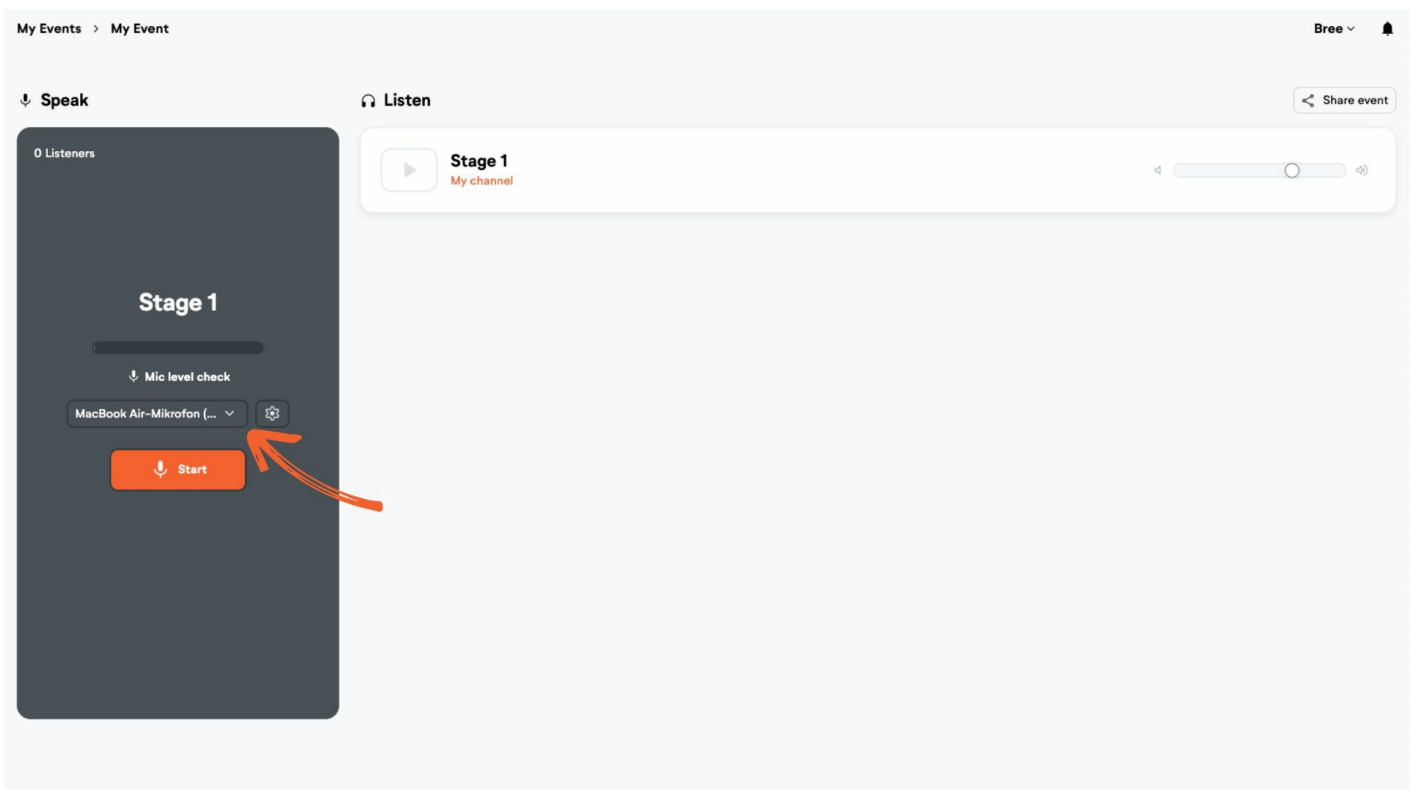 My Events > My Event
Bree
Speak
Listen
Share event
0 Listeners
Stage 1
My channel
Stage 1
Mic level check
MacBook Air-Mikrofon (...
Start